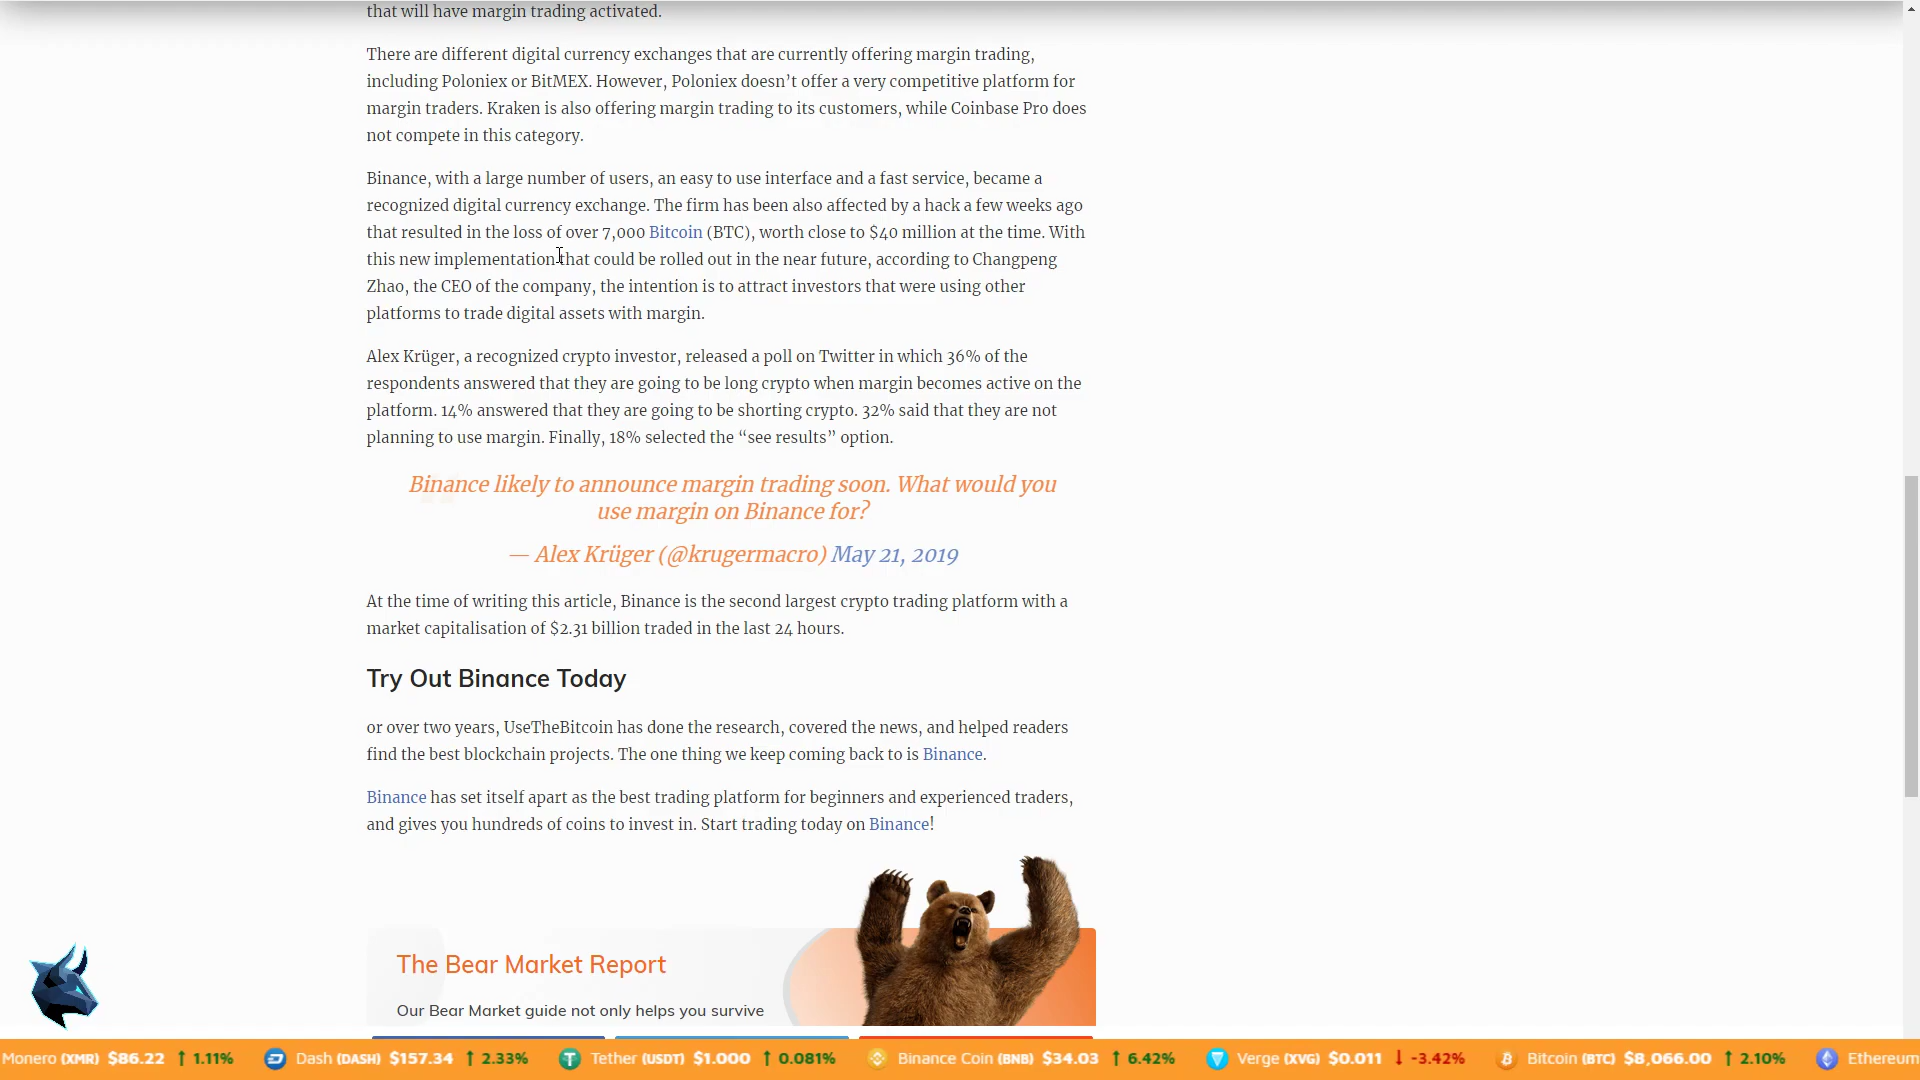 that will have margin trading activated.
There are different digital currency exchanges that are currently offering margin trading,
including Poloniex or BitMEX. However, Poloniex doesn’t offer a very competitive platform for
margin traders. Kraken is also offering margin trading to its customers, while Coinbase Pro does
not compete in this category.
Binance, with a large number of users, an easy to use interface and a fast service, became a
recognized digital currency exchange. The firm has been also affected by a hack a few weeks ago
that resulted in the loss of over 7,000 Bitcoin (BTC), worth close to $40 million at the time. With
this new implementation that could be rolled out in the near future, according to Changpeng
Zhao, the CEO of the company, the intention is to attract investors that were using other
platforms to trade digital assets with margin.
Alex Krüger, a recognized crypto investor, released a poll on Twitter in which 36% of the
respondents answered that they are going to be long crypto when margin becomes active on the
platform. 14% answered that they are going to be shorting crypto. 32% said that they are not
planning to use margin. Finally, 18% selected the “see results” option.
Binance likely to announce margin trading soon. What would you
use margin on Binance for?
— Alex Krüger (@krugermacro) May 21, 2019
At the time of writing this article, Binance is the second largest crypto trading platform with a
market capitalisation of $2.31 billion traded in the last 24 hours.
Try Out Binance Today
or over two years, UseTheBitcoin has done the research, covered the news, and helped readers
find the best blockchain projects. The one thing we keep coming back to is Binance.
Binance has set itself apart as the best trading platform for beginners and experienced traders,
and gives you hundreds of coins to invest in. Start trading today on Binance!
The Bear Market Report
Our Bear Market guide not only helps you survive
Monero (XMR) $86.22 ↑ 1.11% Dash (DASH) $157.34 ↑ 2.33% Tether (USDT) $1.000 ↑ 0.081% Binance Coin (BNB) $34.03 ↑ 6.42% Verge (XVG) $0.011 ↓ -3.42% Bitcoin (BTC) $8,066.00 ↑ 2.10% Ethereum